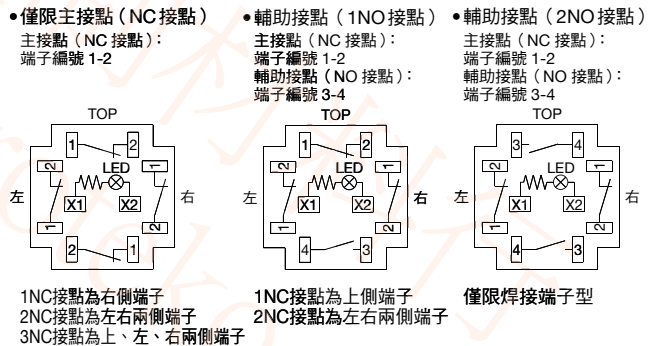 •僅限主接點（NC接點）
主接點（NC 接點）：
端子編號 1-2
TOP
1 2
2 LED 1
左 右
X1 X2
1 2
2 1
1NC接點為右側端子
2NC接點為左右兩側端子
3NC接點為上、左、右兩側端子
•輔助接點（1NO接點）
主接點（NC 接點）：
端子編號 1-2
輔助接點（NO 接點）：
端子編號 3-4
TOP
1 2
2 LED 1
左 右
X1 X2
1 2
4 3
1NC接點為上側端子
2NC接點為左右兩側端子
•輔助接點（2NO接點）
主接點（NC 接點）：
端子編號 1-2
輔助接點（NO 接點）：
端子編號 3-4
TOP
3 4
2 LED 1
左 右
X1 X2
1 2
4 3
僅限焊接端子型